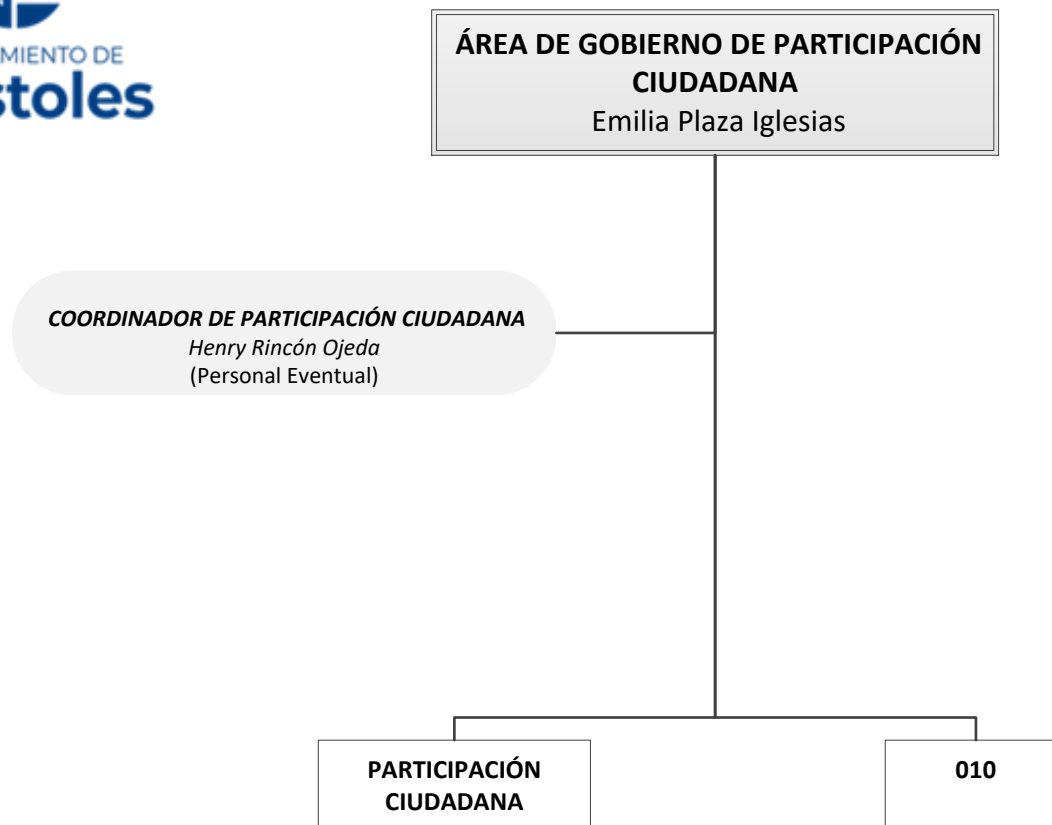 MIENTO DE
stoles
ÁREA DE GOBIERNO DE PARTICIPACIÓN
CIUDADANA
Emilia Plaza Iglesias
COORDINADOR DE PARTICIPACIÓN CIUDADANA
Henry Rincón Ojeda
(Personal Eventual)
PARTICIPACIÓN
CIUDADANA
010